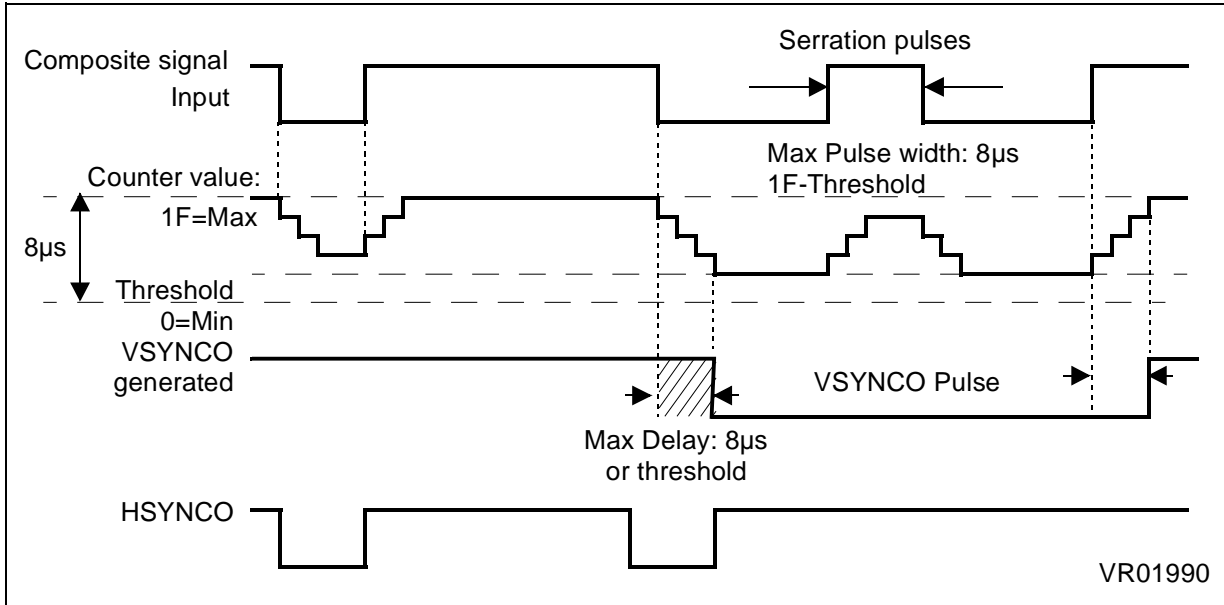 Serration pulses
Composite signal
Input
Max Pulse width: 8µs
1F-Threshold
Counter value:
1F=Max
8µs
Threshold
0=Min
VSYNCO
generated
VSYNCO Pulse
Max Delay: 8µs
or threshold
HSYNCO
VR01990